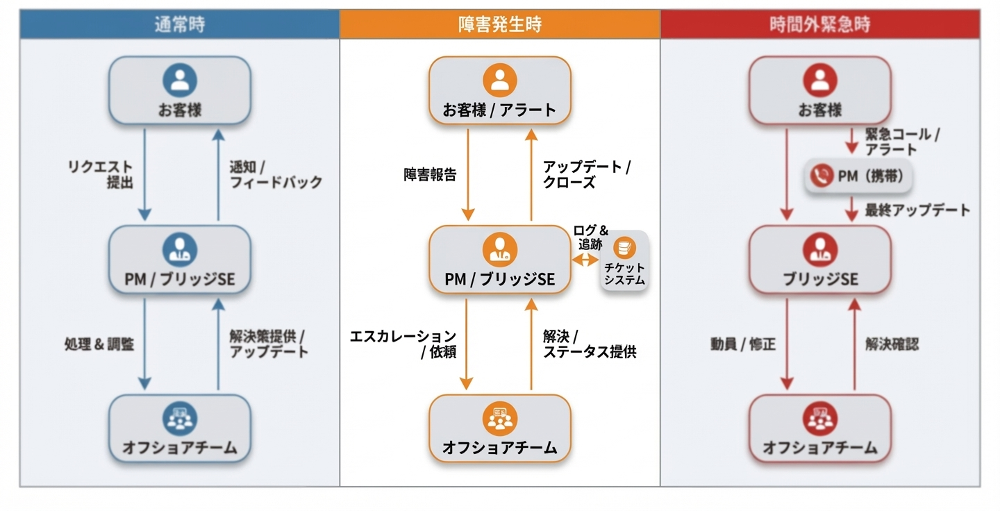 通常時
お客様
リクエスト
提出
通知 /
フィードバック
PM / ブリッジSE
処理 & 調整
解決策提供 /
アップデート
オフショアチーム
障害発生時
お客様 / アラート
障害報告
アップデート /
クローズ
PM / ブリッジSE
ログ &
追跡
チケット
システム
エスカレーション
/ 依頼
解決 /
ステータス提供
オフショアチーム
時間外緊急時
お客様
緊急コール /
アラート
PM（携帯）
最終アップデート
ブリッジSE
動員 / 修正
解決確認
オフショアチーム